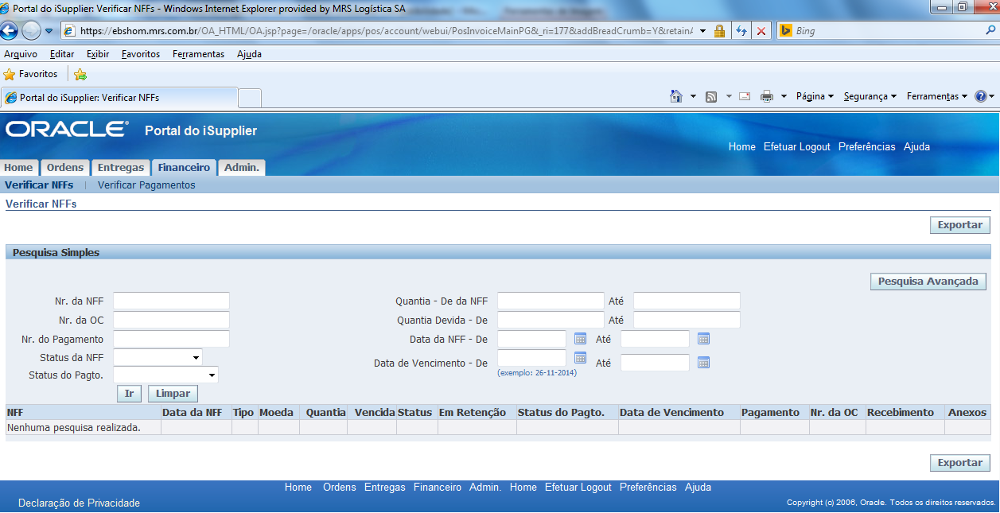 Portal do iSupplier: Verificar NFFs - Windows Internet Explorer provided by MRS Logística SA
https://ebshom.mrs.com.br/OA_HTML/OA.jsp?page=/oracle/apps/pos/account/webui/PosInvoiceMainPG&_ri=177&addBreadCrumb=Y&retainA
Bing
Arquivo Editar Exibir Favoritos Ferramentas Ajuda
Favoritos
Portal do iSupplier: Verificar NFFs
Página Segurança Ferramentas
ORACLE Portal do iSupplier
Home Efetuar Logout Preferências Ajuda
Home Ordens Entregas Financeiro Admin.
Verificar NFFs | Verificar Pagamentos
Verificar NFFs
Exportar
Pesquisa Simples
Pesquisa Avançada
Nr. da NFF Quantia - De da NFF Até
Nr. da OC Quantia Devida - De Até
Nr. do Pagamento Data da NFF - De Até
Status da NFF Data de Vencimento - De Até
(exemplo: 26-11-2014)
Status do Pagto.
Ir Limpar
NFF Data da NFF Tipo Moeda Quantia Vencida Status Em Retenção Status do Pagto. Data de Vencimento Pagamento Nr. da OC Recebimento Anexos
Nenhuma pesquisa realizada.
Exportar
Home Ordens Entregas Financeiro Admin. Home Efetuar Logout Preferências Ajuda
Declaração de Privacidade
Copyright (c) 2006, Oracle. Todos os direitos reservados.